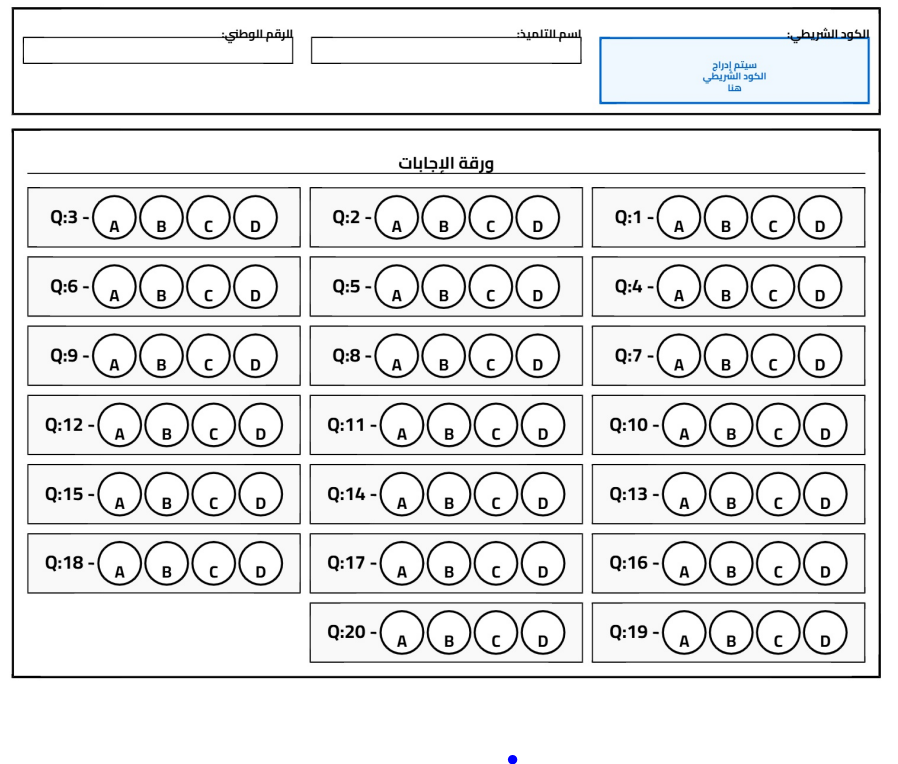 الكود الشريطي: اسم التلميذ: الرقم الوطني:
سيتم إدراج
الكود الشريطي
هنا
ورقة الإجابات
Q:1 - A B C D Q:2 - A B C D Q:3 - A B C D
Q:4 - A B C D Q:5 - A B C D Q:6 - A B C D
Q:7 - A B C D Q:8 - A B C D Q:9 - A B C D
Q:10 - A B C D Q:11 - A B C D Q:12 - A B C D
Q:13 - A B C D Q:14 - A B C D Q:15 - A B C D
Q:16 - A B C D Q:17 - A B C D Q:18 - A B C D
Q:19 - A B C D Q:20 - A B C D